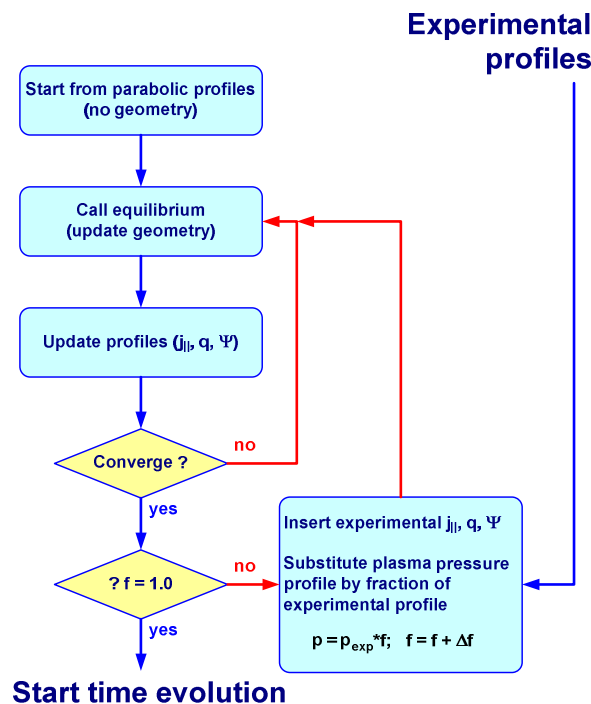 Experimental
profiles
Start from parabolic profiles
(no geometry)
Call equilibrium
(update geometry)
Update profiles (j||, q, Ψ)
Converge ?
no
yes
? f = 1.0
no
yes
Insert experimental j||, q, Ψ
Substitute plasma pressure
profile by fraction of
experimental profile
p = pexp*f;   f = f + Δf
Start time evolution